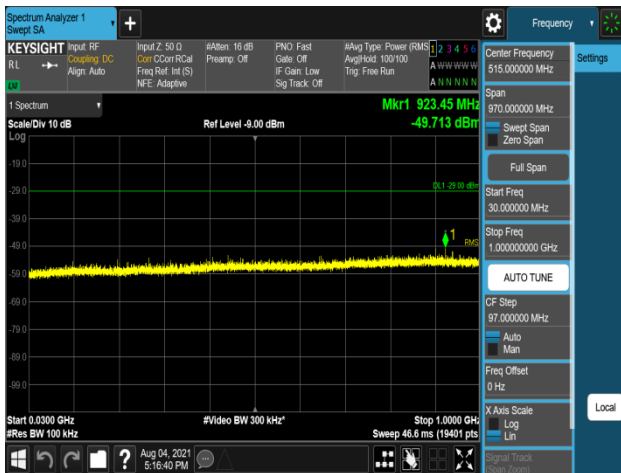 Spectrum Analyzer 1
Swept SA
+
Frequency
KEYSIGHT
RL
LXI
Input: RF
Coupling: DC
Align: Auto
Input Z: 50 Ω
Corr CCorr RCal
Freq Ref: Int (S)
NFE: Adaptive
#Atten: 16 dB
Preamp: Off
PNO: Fast
Gate: Off
IF Gain: Low
Sig Track: Off
#Avg Type: Power (RMS
Avg|Hold: 100/100
Trig: Free Run
1 2 3 4 5 6
A W W W W W
A N N N N N
1 Spectrum
Scale/Div 10 dB
Log
Ref Level -9.00 dBm
Mkr1 923.45 MHz
-49.713 dBm
-19.0
-29.0
-39.0
-49.0
-59.0
-69.0
-79.0
-89.0
-99.0
DL1 -29.00 dBm
1
RMS
Start 0.0300 GHz
#Res BW 100 kHz
#Video BW 300 kHz*
Stop 1.0000 GHz
Sweep 46.6 ms (19401 pts)
?
Aug 04, 2021
5:16:40 PM
Center Frequency
515.000000 MHz
Span
970.000000 MHz
Swept Span
Zero Span
Full Span
Start Freq
30.000000 MHz
Stop Freq
1.000000000 GHz
AUTO TUNE
CF Step
97.000000 MHz
Auto
Man
Freq Offset
0 Hz
X Axis Scale
Log
Lin
Signal Track
(Span Zoom)
Settings
Local